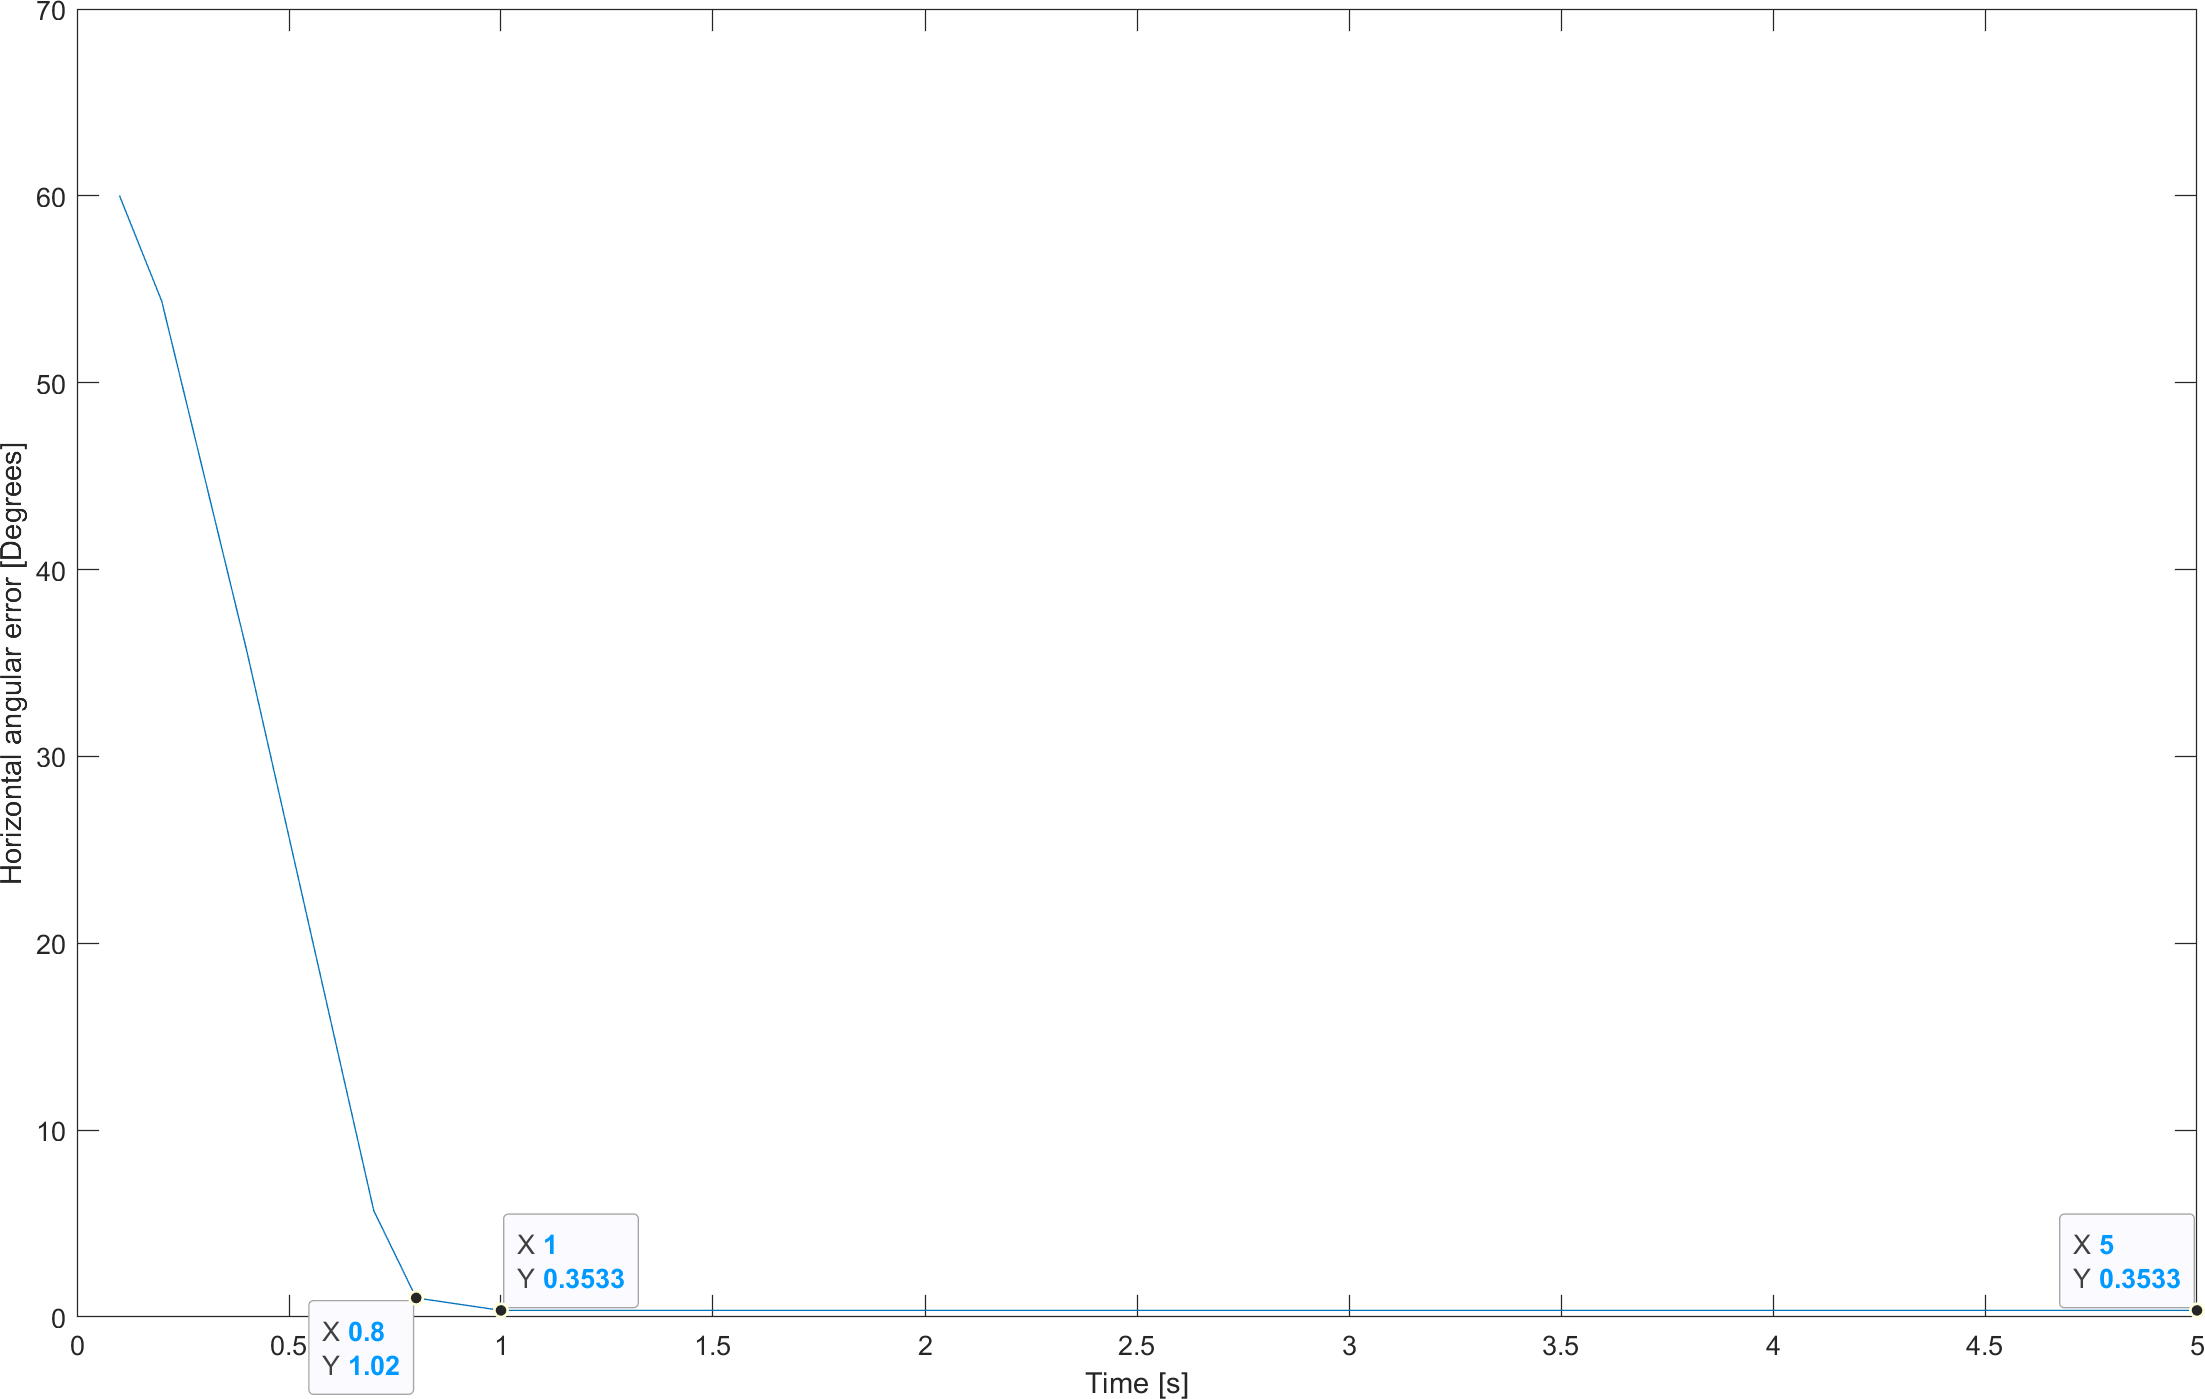 70
60
50
40
30
20
10
0
Horizontal angular error [Degrees]
X 1
Y 0.3533
X 5
Y 0.3533
X 0.8
Y 1.02
0 0.5 1 1.5 2 2.5 3 3.5 4 4.5 5
Time [s]